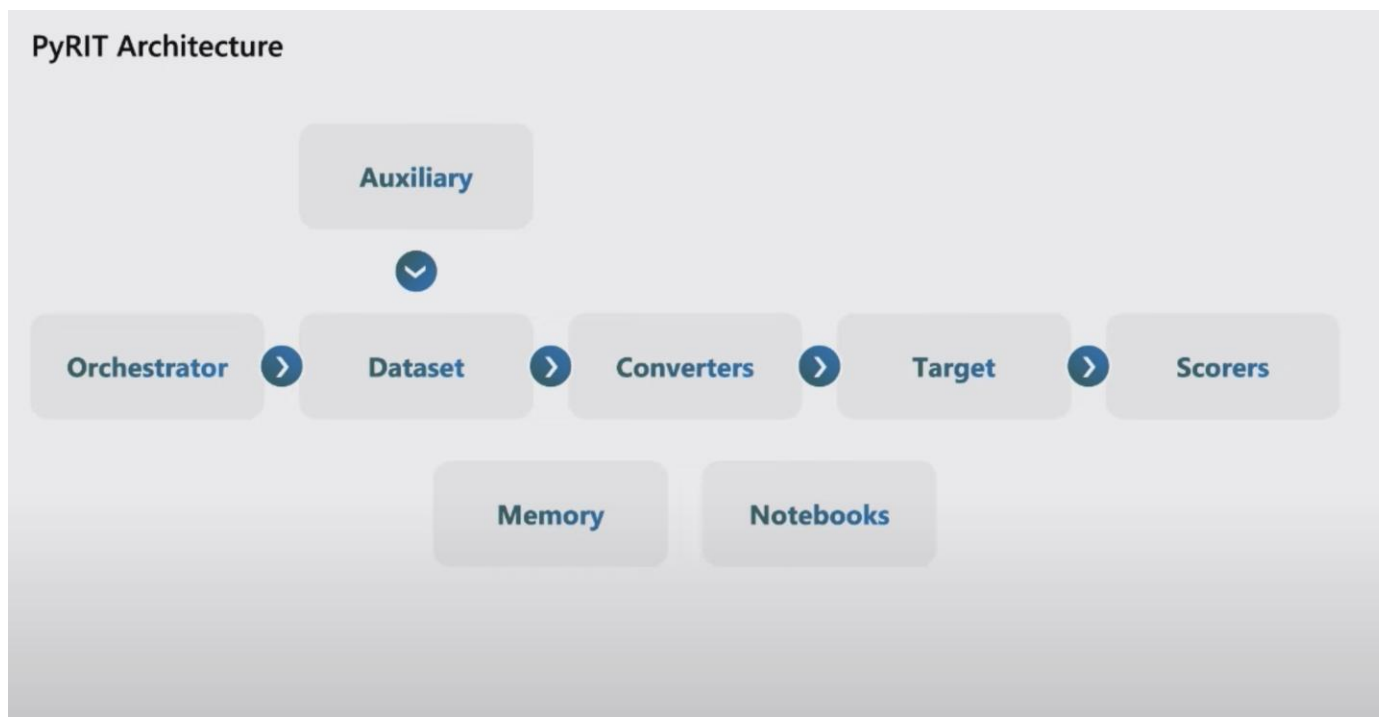 PyRIT Architecture
Auxiliary
Orchestrator
Dataset
Converters
Target
Scorers
Memory
Notebooks